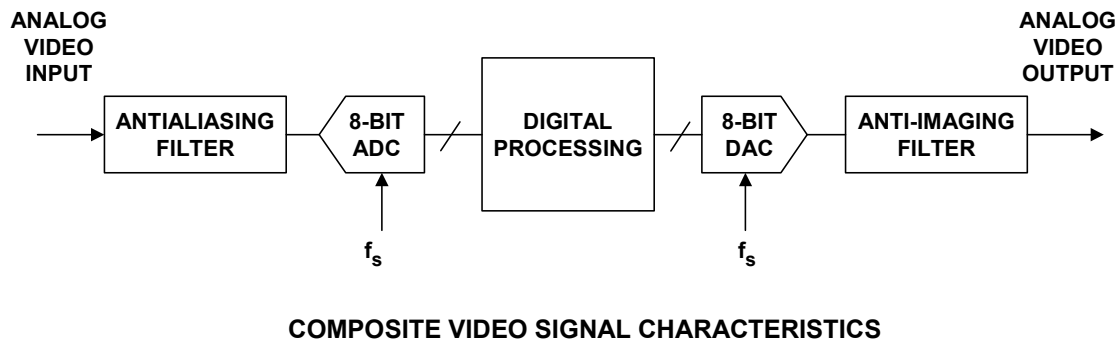 ANALOG
VIDEO
INPUT
ANALOG
VIDEO
OUTPUT
ANTIALIASING
FILTER
8-BIT
ADC
DIGITAL
PROCESSING
8-BIT
DAC
ANTI-IMAGING
FILTER
fs
fs
COMPOSITE VIDEO SIGNAL CHARACTERISTICS